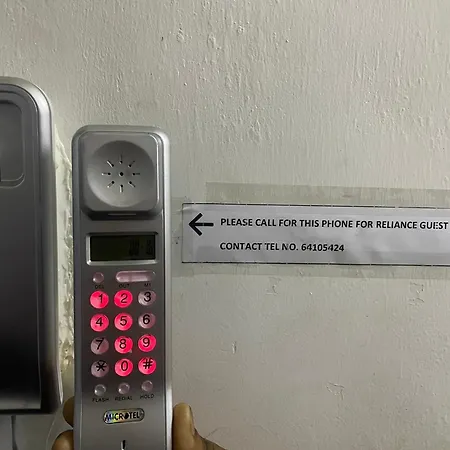 PLEASE CALL FOR THIS PHONE FOR RELIANCE GUEST
CONTACT TEL NO. 64105424
1 2 3
4 5 6
7 8 9
* 0 #
FLASH REDIAL HOLD
MICROTEL